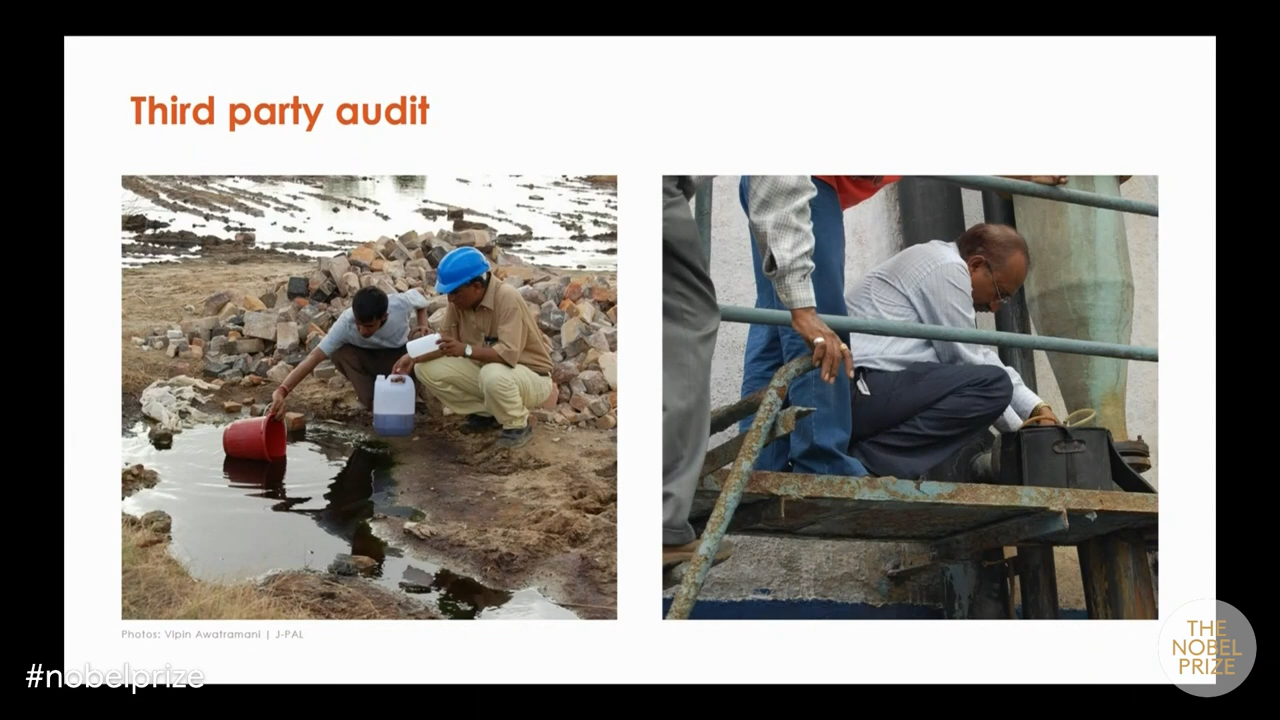 Third party audit
Photos: Vipin Awatramani | J-PAL
#nobelprize
THE
NOBEL
PRIZE